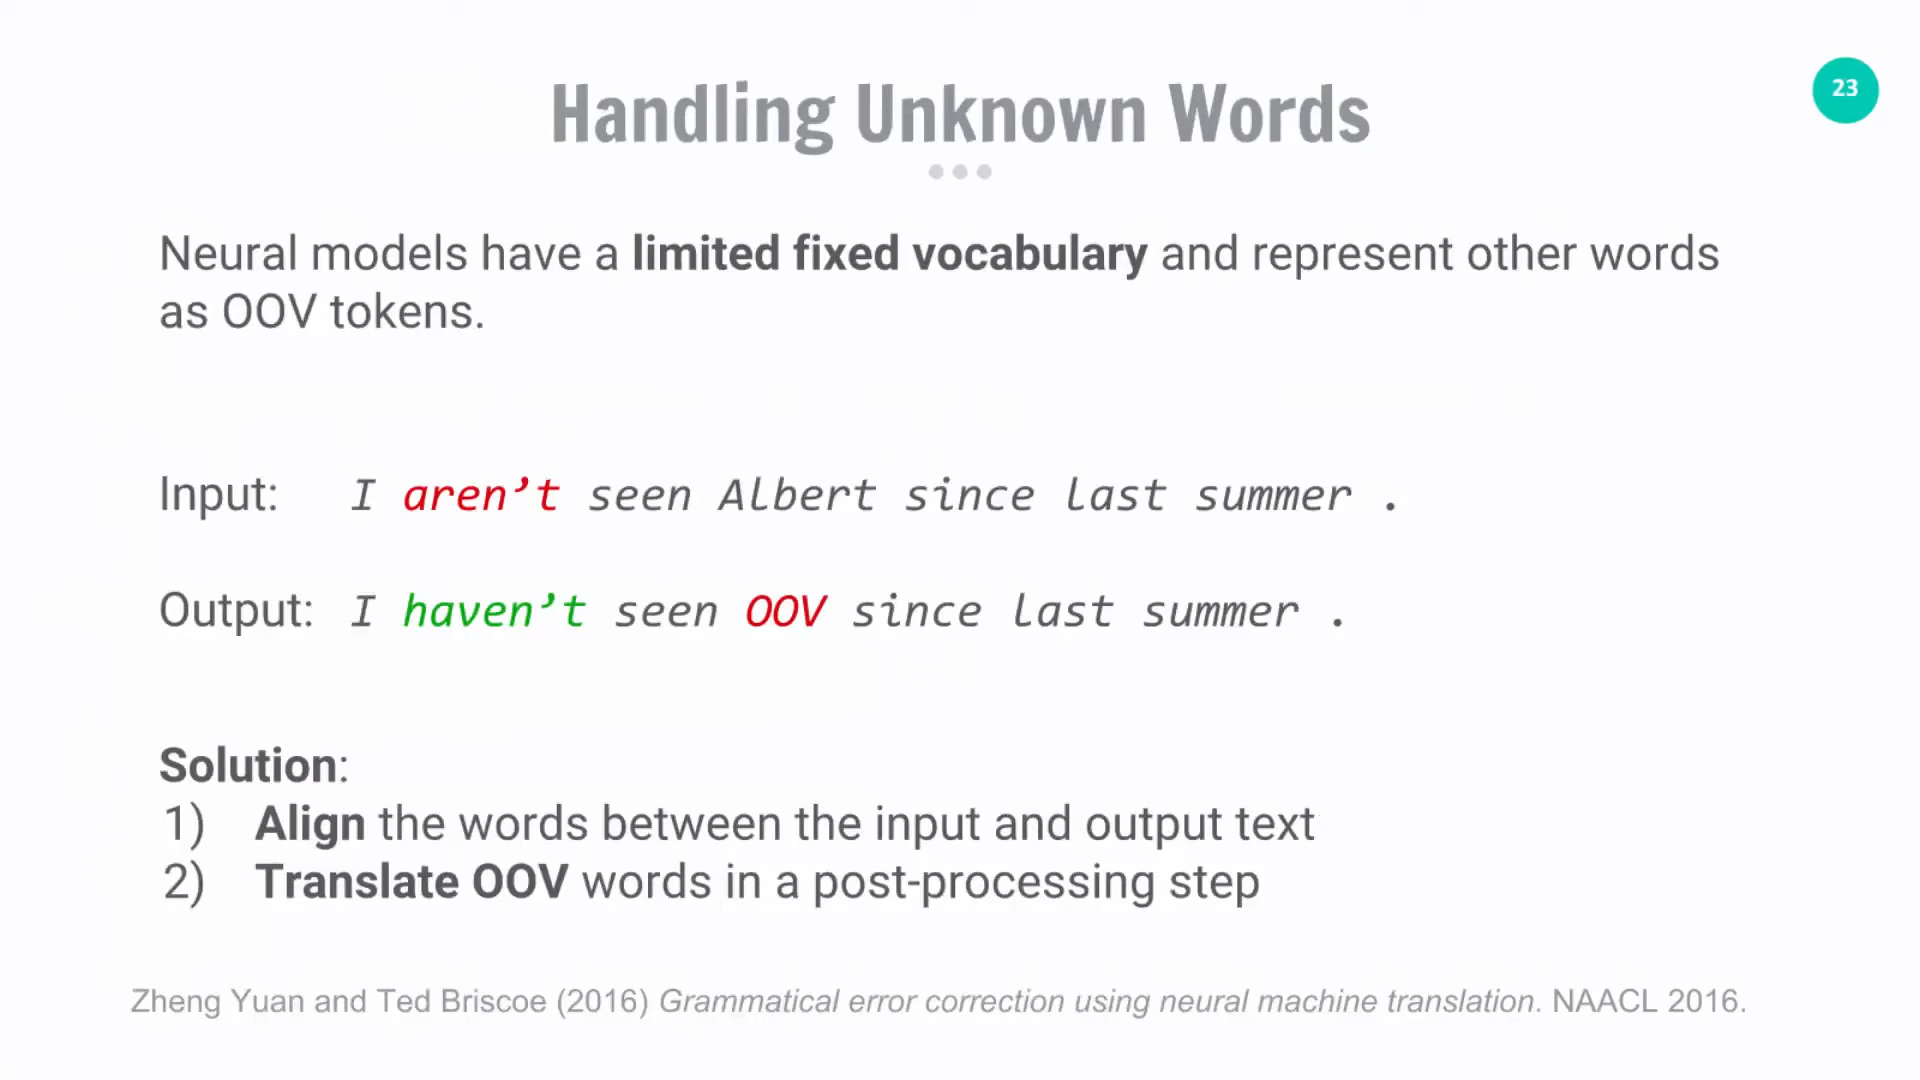 23
Handling Unknown Words
Neural models have a limited fixed vocabulary and represent other words
as OOV tokens.
Input: I aren’t seen Albert since last summer .
Output: I haven’t seen OOV since last summer .
Solution:
1) Align the words between the input and output text
2) Translate OOV words in a post-processing step
Zheng Yuan and Ted Briscoe (2016) Grammatical error correction using neural machine translation. NAACL 2016.